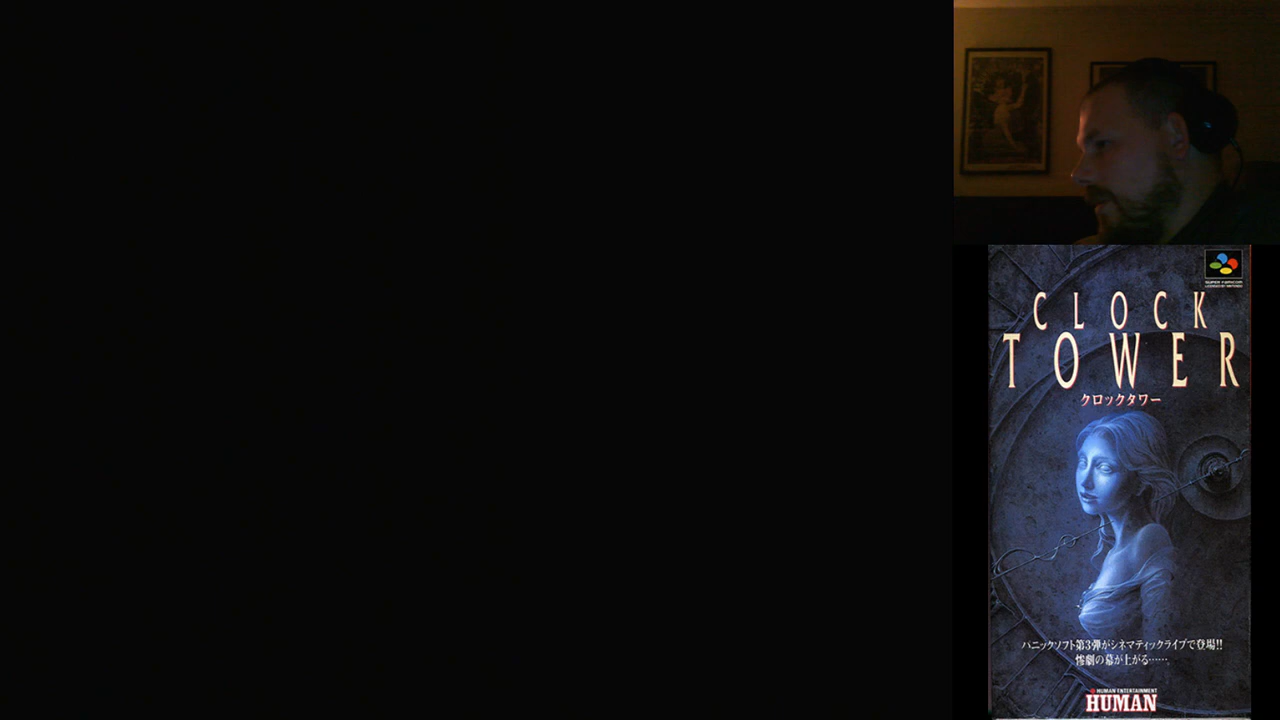 SUPER FAMICOM
CLOCK
TOWER
クロックタワー
パニックソフト第3弾がシネマティックライブで登場!!
惨劇の幕が上がる……
HUMAN ENTERTAINMENT
HUMAN